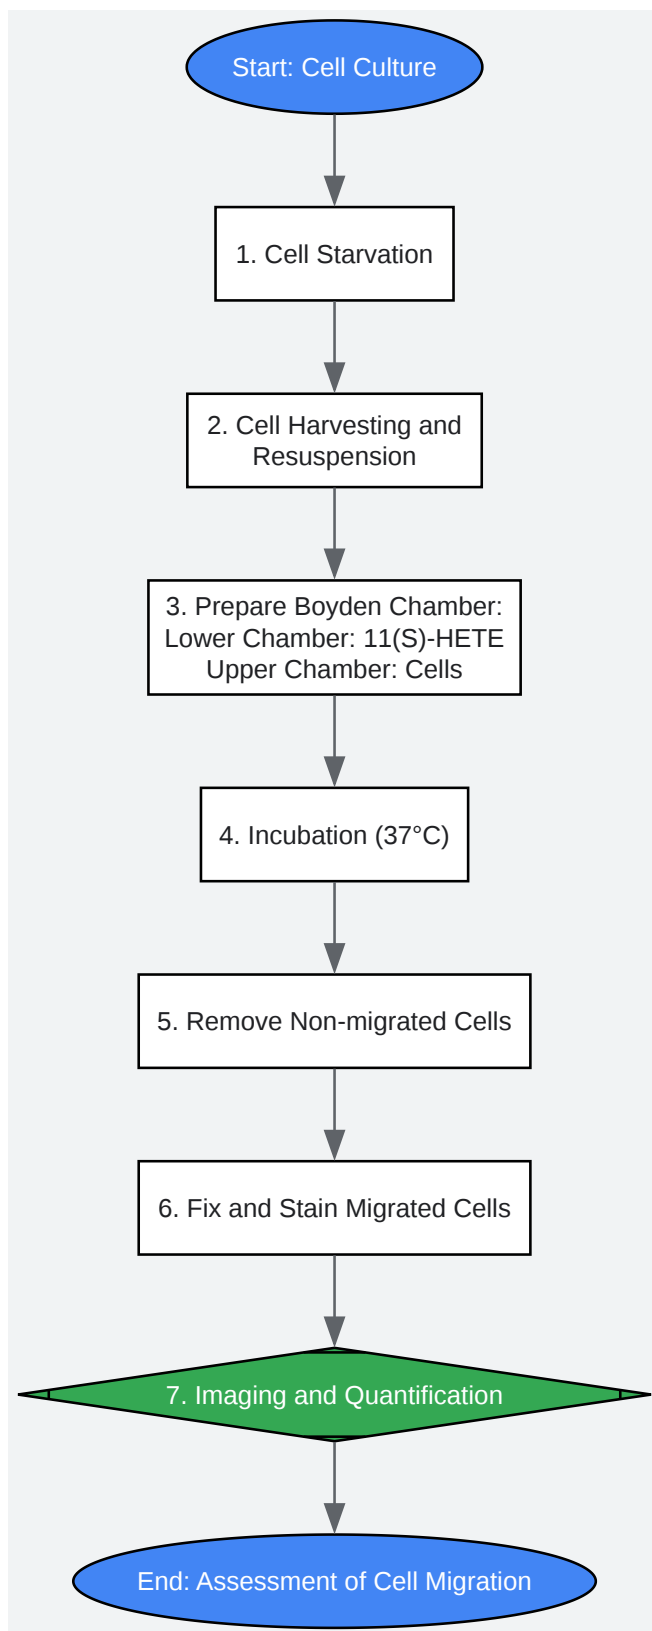 Start: Cell Culture
1. Cell Starvation
2. Cell Harvesting and
Resuspension
3. Prepare Boyden Chamber:
Lower Chamber: 11(S)-HETE
Upper Chamber: Cells
4. Incubation (37°C)
5. Remove Non-migrated Cells
6. Fix and Stain Migrated Cells
7. Imaging and Quantification
End: Assessment of Cell Migration